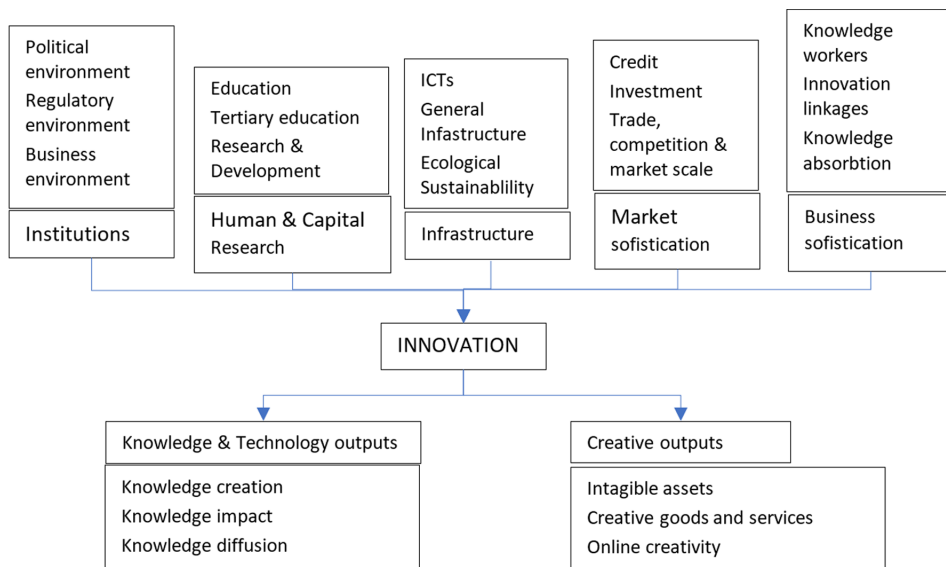 Political
environment
Regulatory
environment
Business
environment
Institutions
Education
Tertiary education
Research &
Development
Human & Capital
Research
ICTs
General
Infastructure
Ecological
Sustainablility
Infrastructure
Credit
Investment
Trade,
competition &
market scale
Market
sofistication
Knowledge
workers
Innovation
linkages
Knowledge
absorbtion
Business
sofistication
INNOVATION
Knowledge & Technology outputs
Knowledge creation
Knowledge impact
Knowledge diffusion
Creative outputs
Intagible assets
Creative goods and services
Online creativity